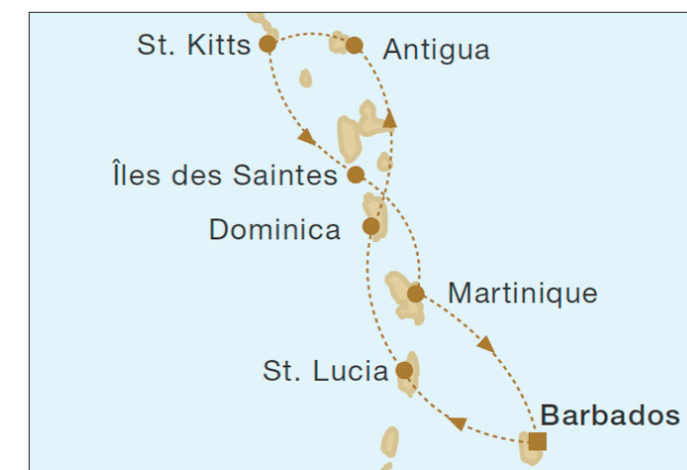 St. Kitts
Antigua
Îles des Saintes
Dominica
Martinique
St. Lucia
Barbados